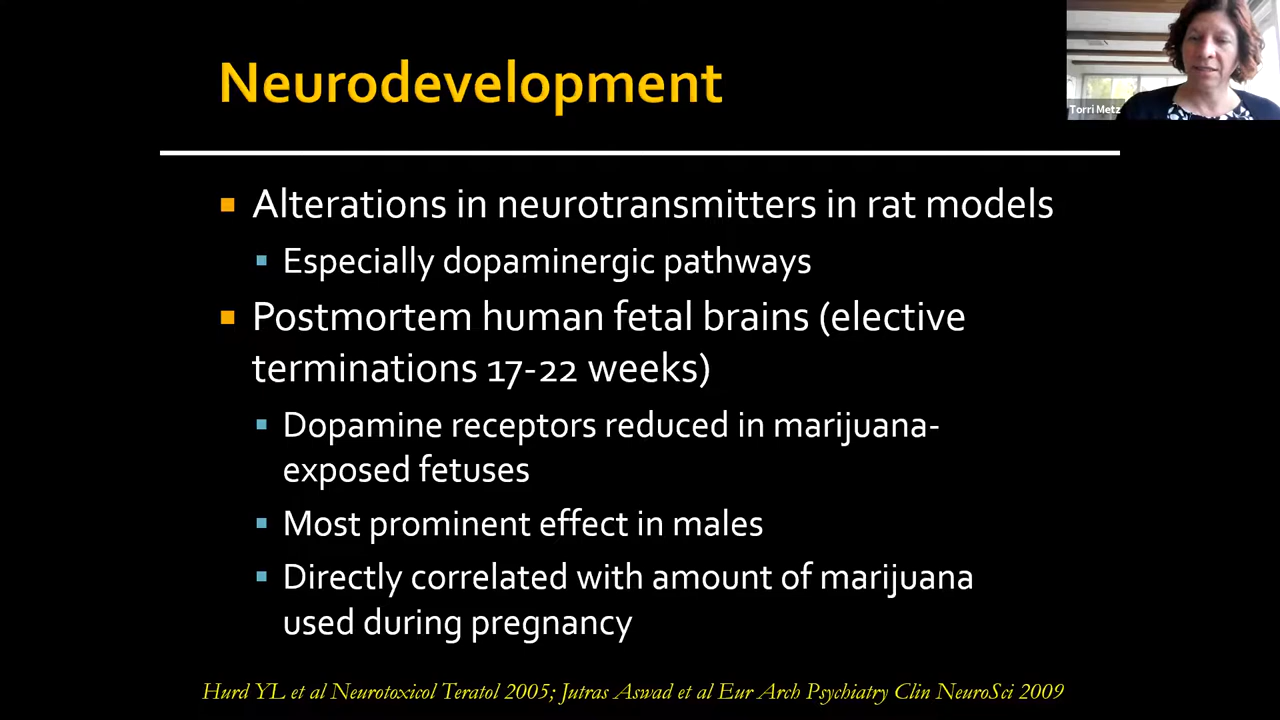 Neurodevelopment
Torri Metz
Alterations in neurotransmitters in rat models
Especially dopaminergic pathways
Postmortem human fetal brains (elective
terminations 17-22 weeks)
Dopamine receptors reduced in marijuana-
exposed fetuses
Most prominent effect in males
Directly correlated with amount of marijuana
used during pregnancy
Hurd YL et al Neurotoxicol Teratol 2005; Jutras Aswad et al Eur Arch Psychiatry Clin NeuroSci 2009